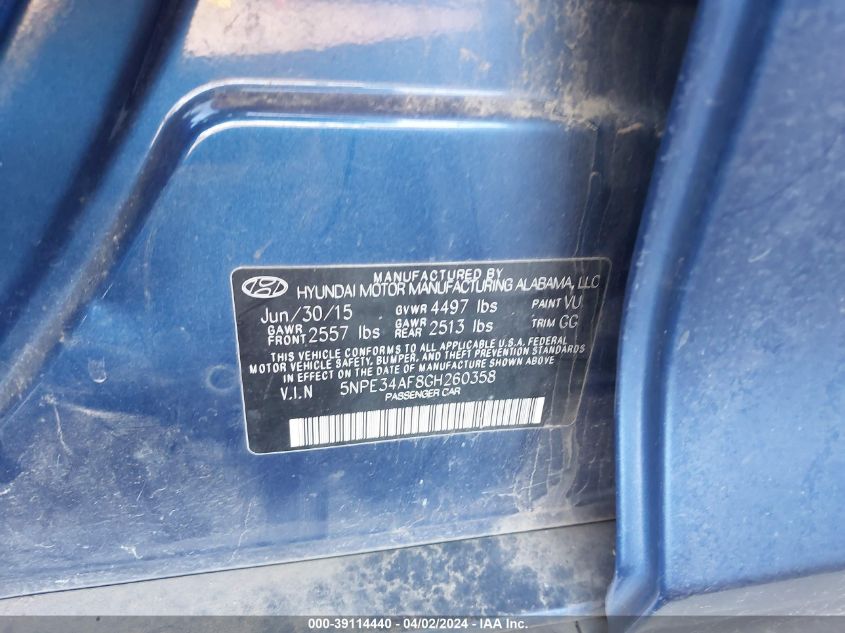 MANUFACTURED BY
HYUNDAI MOTOR MANUFACTURING ALABAMA, LLC
Jun/30/15 GVWR 4497 lbs PAINT VU
GAWR FRONT 2557 lbs GAWR REAR 2513 lbs TRIM GG
THIS VEHICLE CONFORMS TO ALL APPLICABLE U.S.A. FEDERAL
MOTOR VEHICLE SAFETY, BUMPER, AND THEFT PREVENTION STANDARDS
IN EFFECT ON THE DATE OF MANUFACTURE SHOWN ABOVE
V.I.N 5NPE34AF8GH260358
PASSENGER CAR
000-39114440 - 04/02/2024 - IAA Inc.